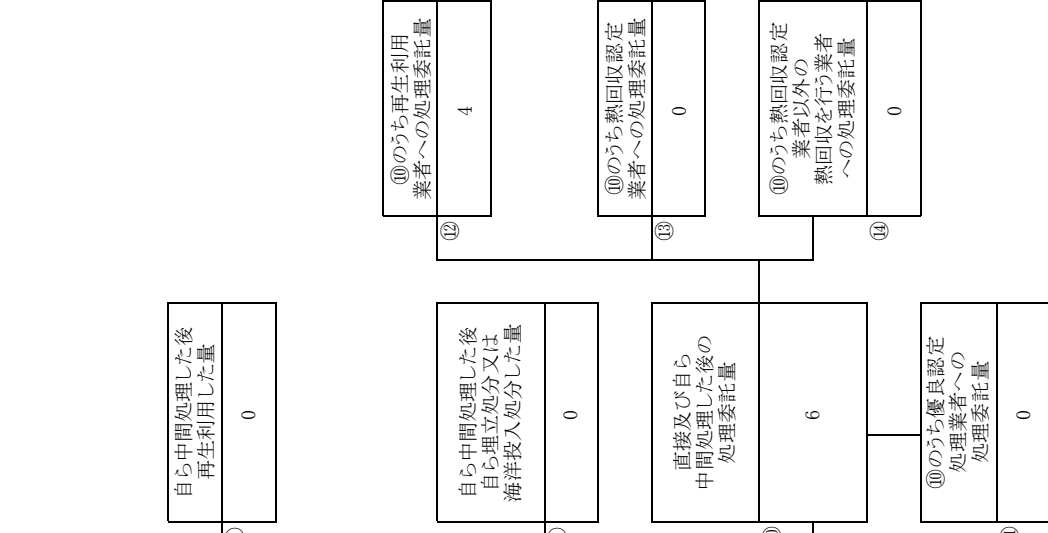 自ら中間処理した後
再生利用した量
0
自ら中間処理した後
自ら埋立処分又は
海洋投入処分した量
0
直接及び自ら
中間処理した後の
処理委託量
6
⑩のうち優良認定
処理業者への
処理委託量
0
⑩のうち再生利用
業者への処理委託量
4
⑫
⑩のうち熱回収認定
業者への処理委託量
0
⑬
⑩のうち熱回収認定
業者以外の
熱回収を行う業者
への処理委託量
0
⑭